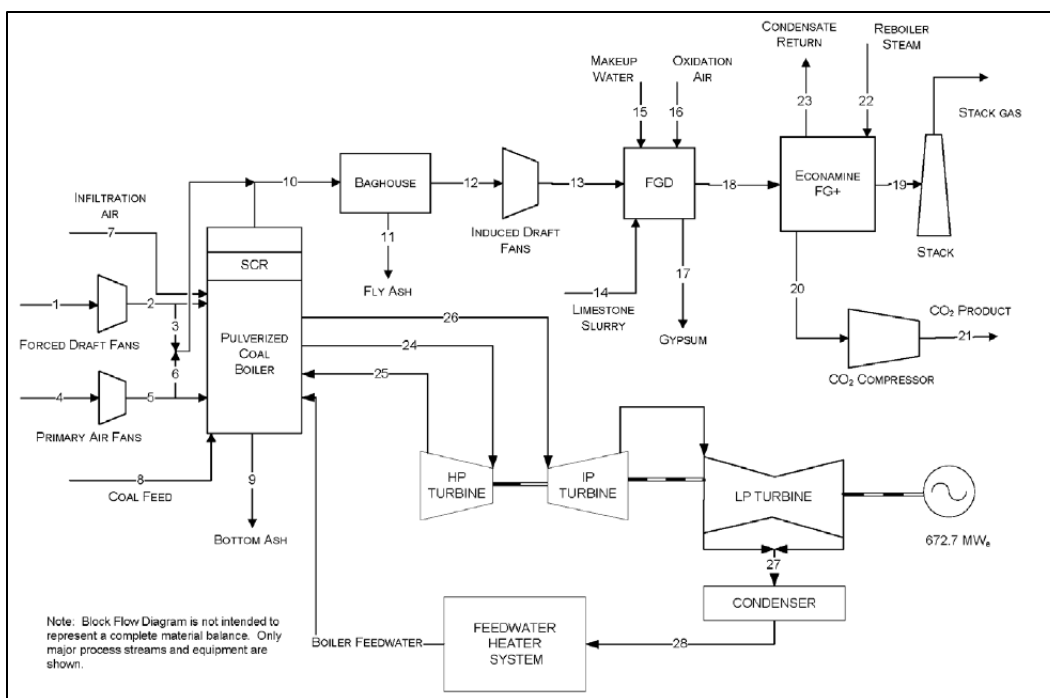 CONDENSATE
RETURN
REBOILER
STEAM
MAKEUP
WATER
OXIDATION
AIR
23
22
STACK GAS
15
16
10
BAGHOUSE
12
13
FGD
18
ECONAMINE
FG+
19
INFILTRATION
AIR
7
11
INDUCED DRAFT
FANS
STACK
SCR
17
FLY ASH
14
LIMESTONE
SLURRY
20
1
2
3
FORCED DRAFT FANS
26
GYPSUM
CO₂ PRODUCT
21
PULVERIZED
COAL
BOILER
24
6
25
CO₂ COMPRESSOR
4
5
PRIMARY AIR FANS
HP
TURBINE
IP
TURBINE
LP TURBINE
8
COAL FEED
9
BOTTOM ASH
672.7 MWₑ
27
CONDENSER
Note: Block Flow Diagram is not intended to
represent a complete material balance. Only
major process streams and equipment are
shown.
BOILER FEEDWATER
FEEDWATER
HEATER
SYSTEM
28